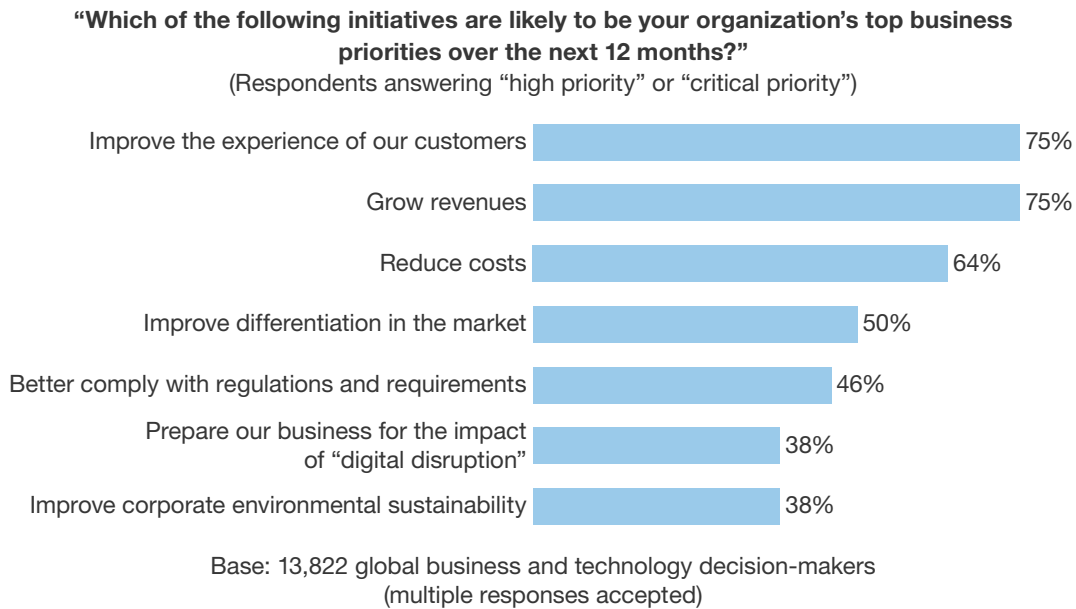 “Which of the following initiatives are likely to be your organization’s top business
priorities over the next 12 months?”
(Respondents answering “high priority” or “critical priority”)
Improve the experience of our customers 75%
Grow revenues 75%
Reduce costs 64%
Improve differentiation in the market 50%
Better comply with regulations and requirements 46%
Prepare our business for the impact
of “digital disruption” 38%
Improve corporate environmental sustainability 38%
Base: 13,822 global business and technology decision-makers
(multiple responses accepted)